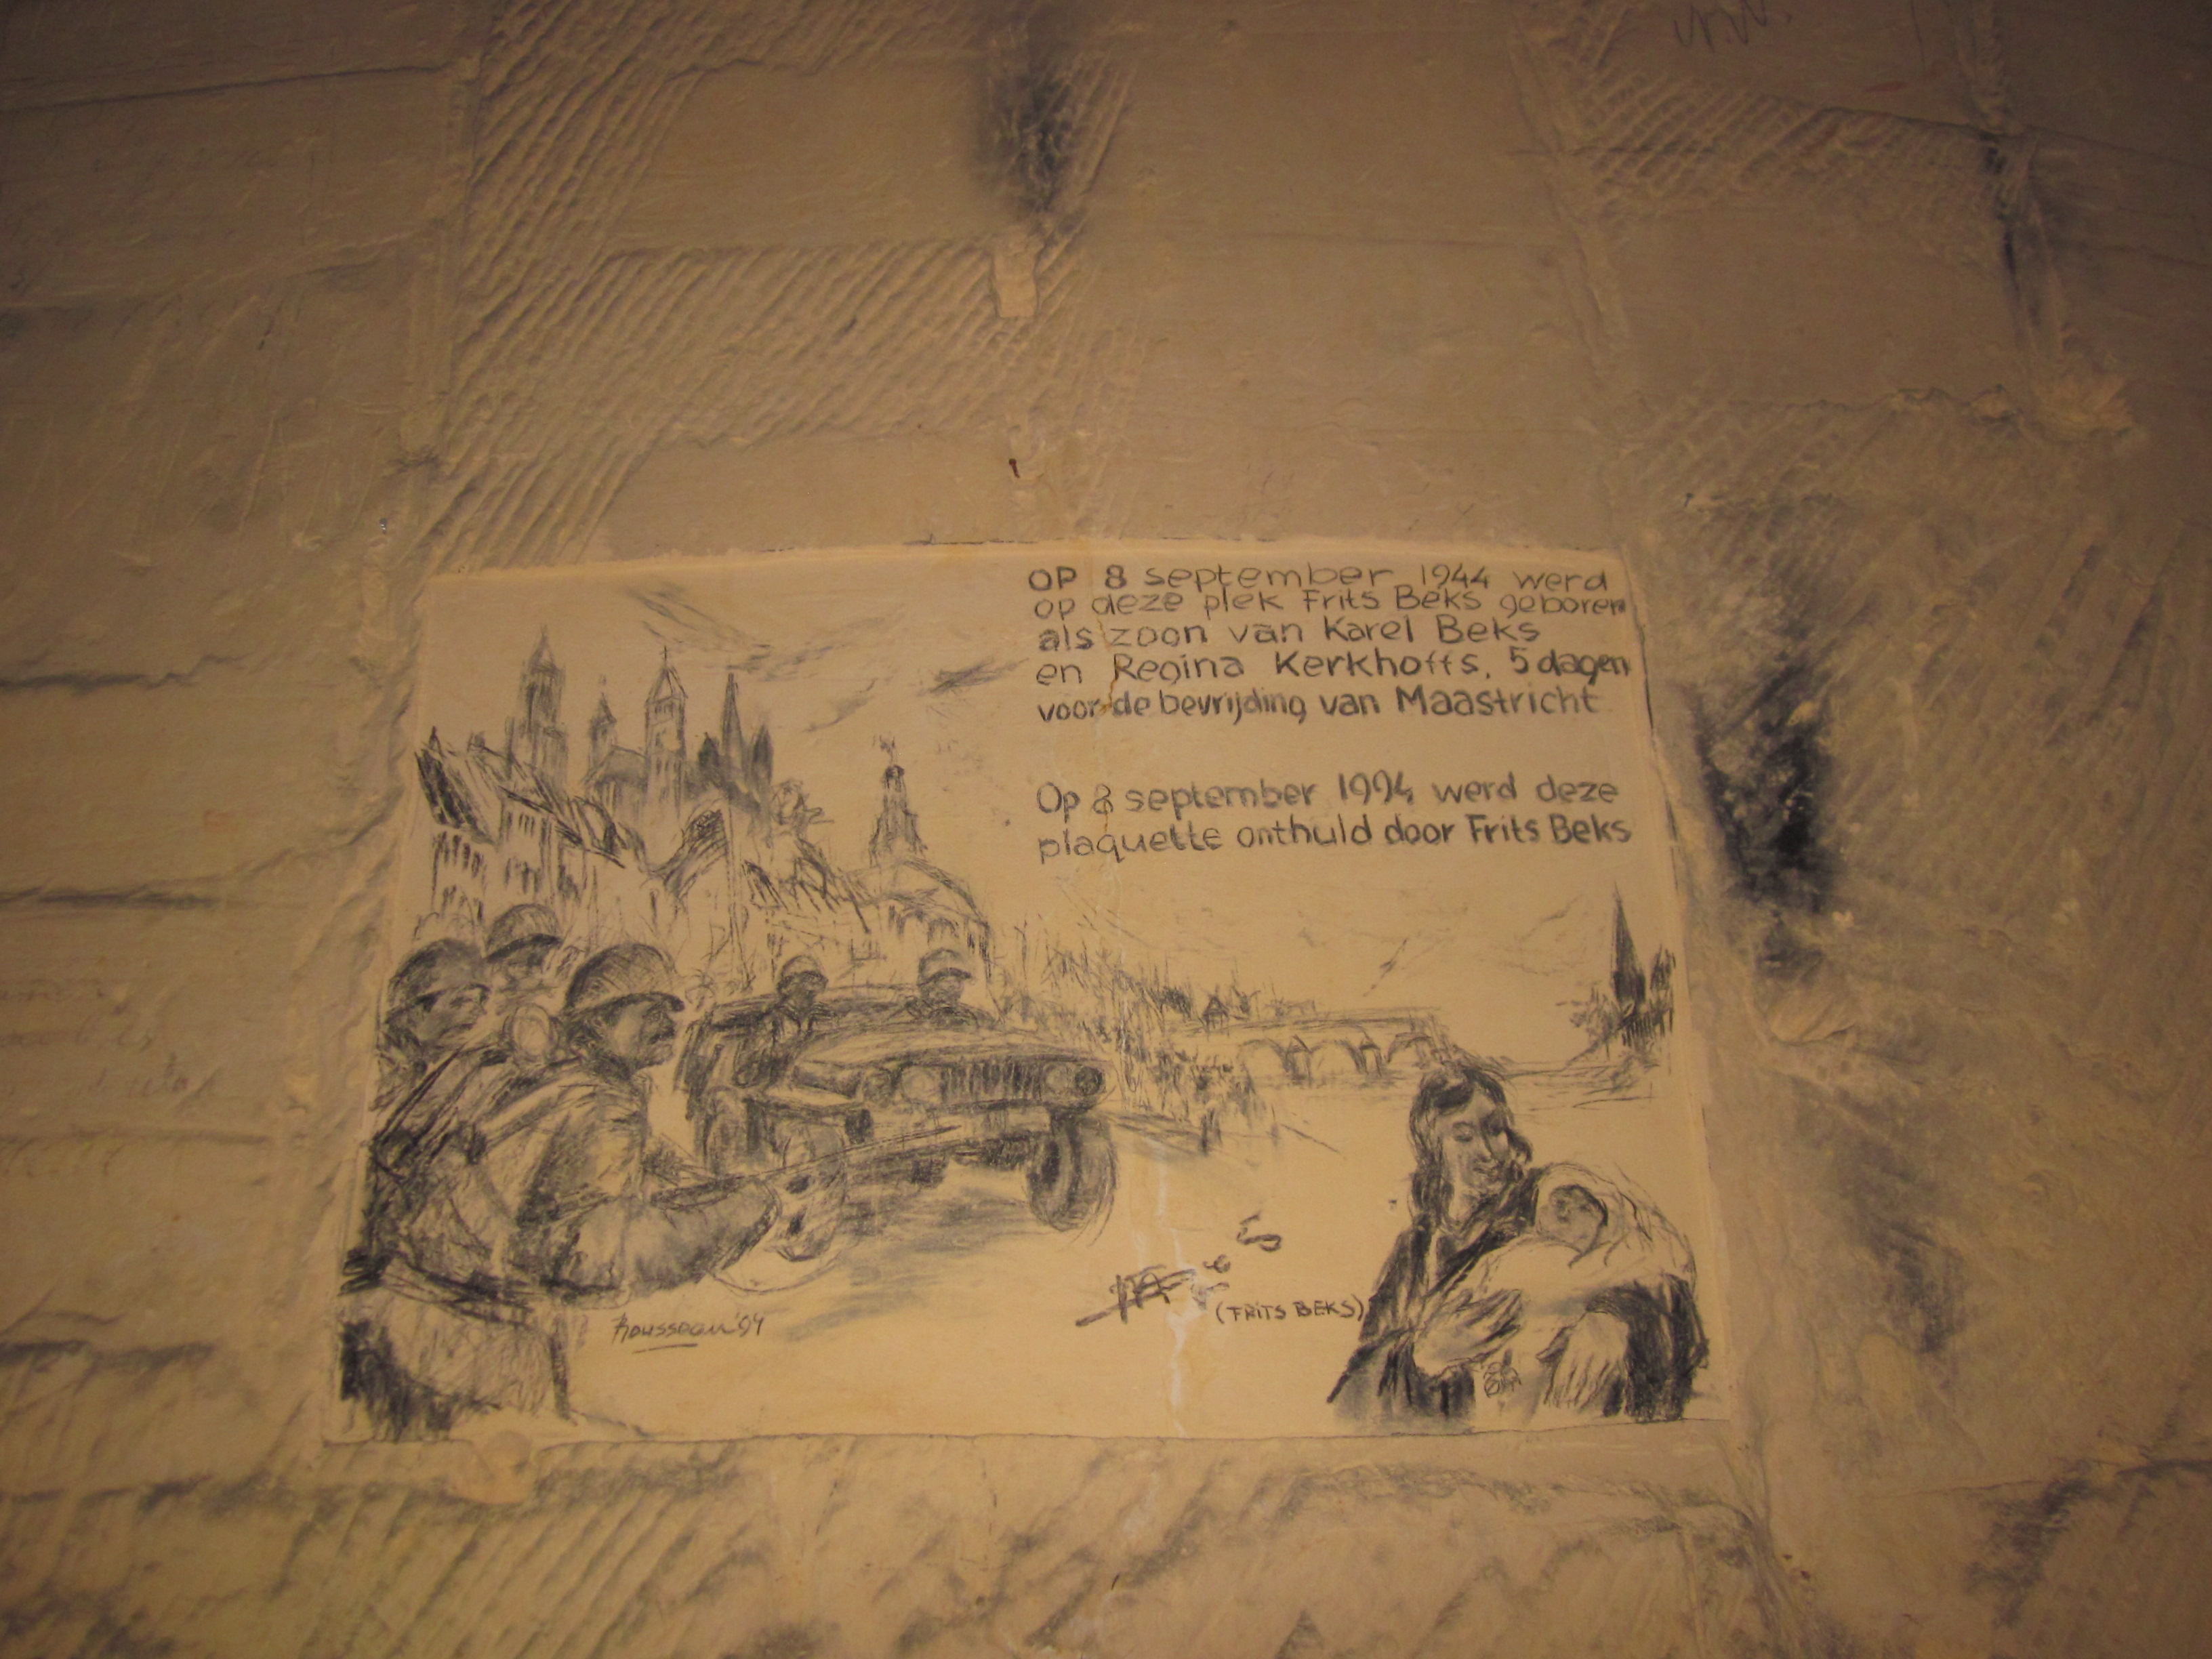 OP 8 september 1944 werd
op deze plek Frits Beks geboren
als zoon van Karel Beks
en Regina Kerkhoffs, 5 dagen
voor de bevrijding van Maastricht
Op 8 september 1994 werd deze
plaquette onthuld door Frits Beks
(FRITS BEKS)
Rousseau '94